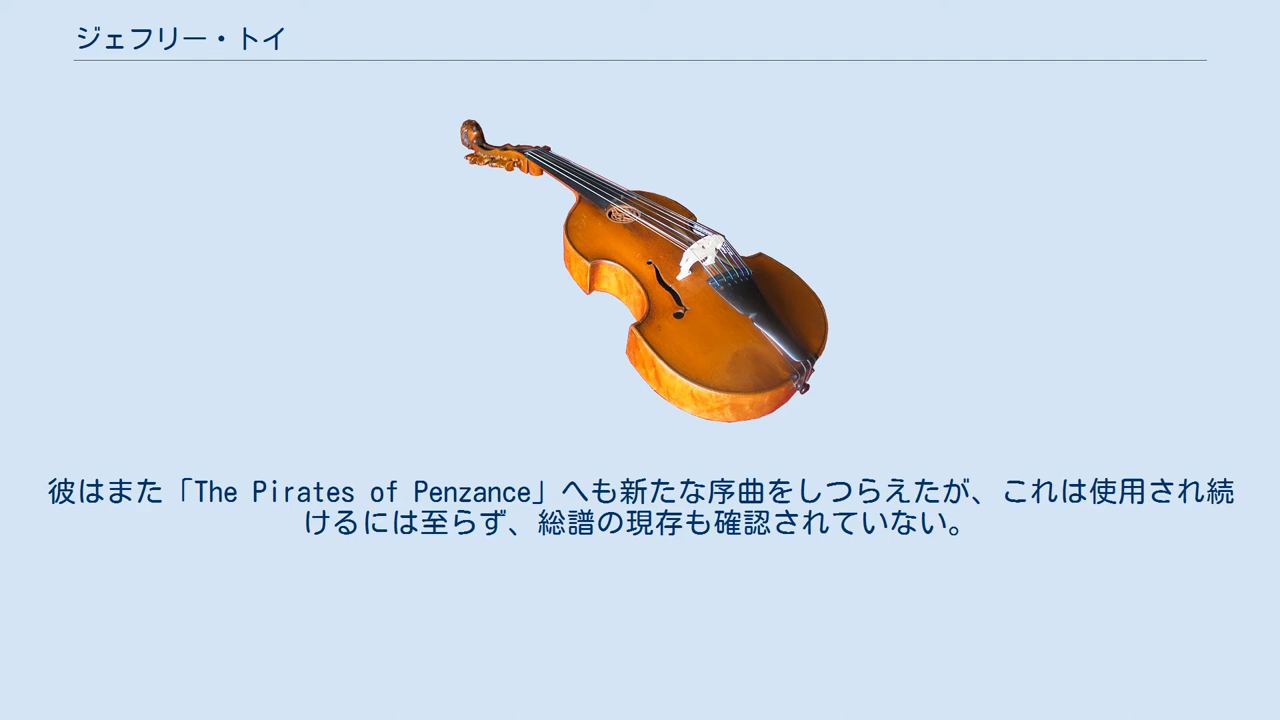 ジェフリー・トイ
彼はまた「The Pirates of Penzance」へも新たな序曲をしつらえたが、これは使用され続
けるには至らず、総譜の現存も確認されていない。